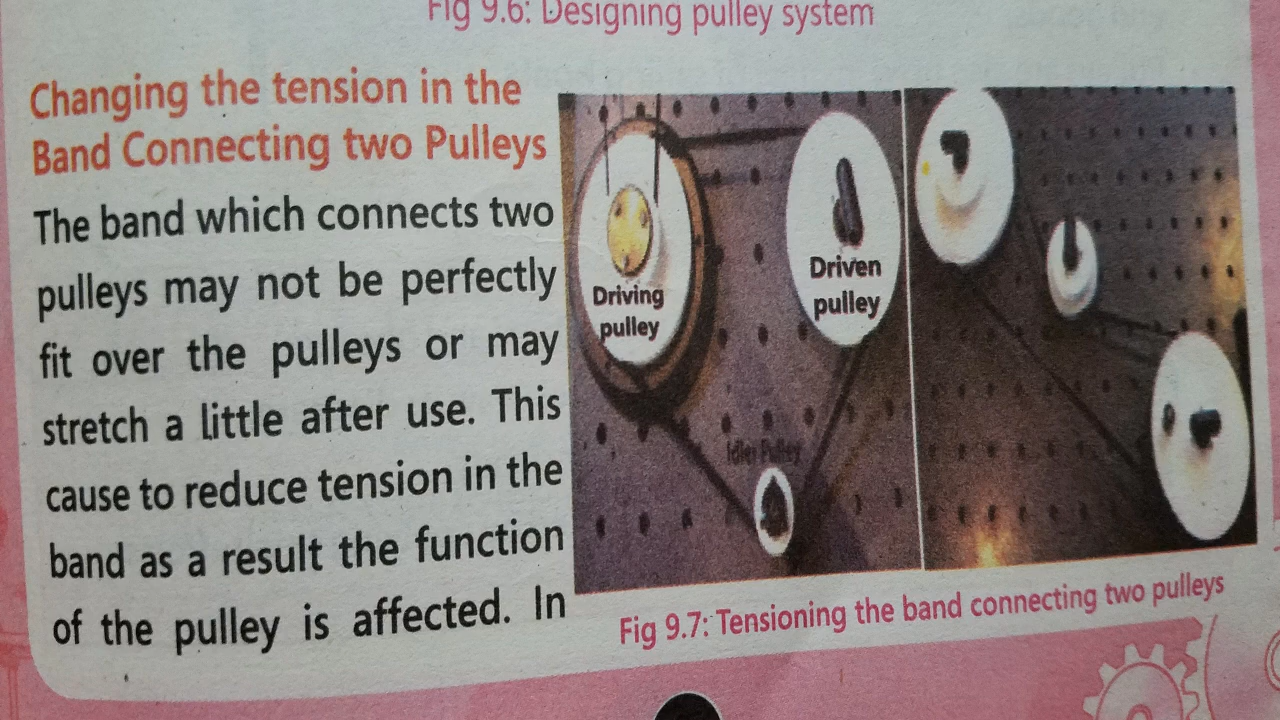 Fig 9.6: Designing pulley system
Changing the tension in the
Band Connecting two Pulleys
The band which connects two
pulleys may not be perfectly
fit over the pulleys or may
stretch a little after use. This
cause to reduce tension in the
band as a result the function
of the pulley is affected. In
Driving
pulley
Driven
pulley
Idler Pulley
Fig 9.7: Tensioning the band connecting two pulleys